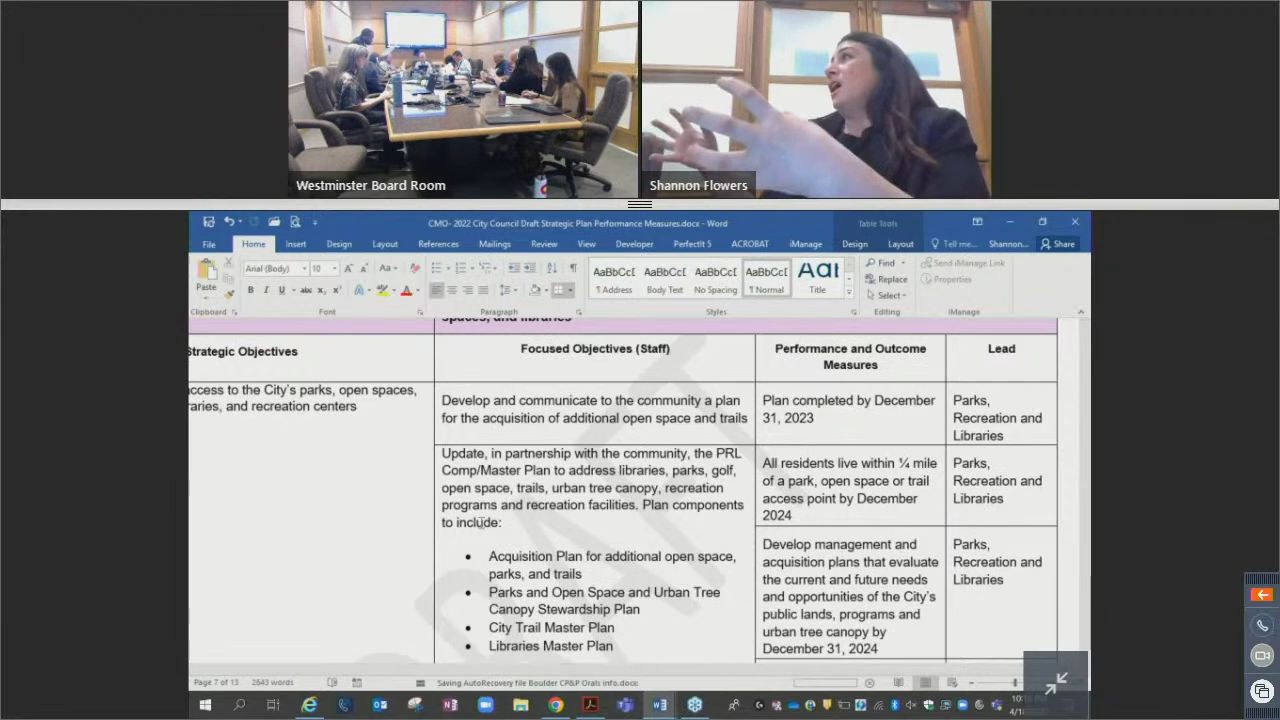 Westminster Board Room
Shannon Flowers
CMO- 2022 City Council Draft Strategic Plan Performance Measures.docx - Word
Table Tools
File Home Insert Design Layout References Mailings Review View Developer PerfectIt 5 ACROBAT iManage Design Layout Tell me... Shannon... Share
Paste
Arial (Body) 10
AaBbCcI AaBbCcI AaBbCcI AaBbCcI AaI
¶ Address Body Text No Spacing ¶ Normal Title
Find
Replace
Select
Send iManage Link
Properties
Clipboard Font Paragraph Styles Editing iManage
spaces, and libraries
Strategic Objectives
Focused Objectives (Staff)
Performance and Outcome
Measures
Lead
access to the City's parks, open spaces,
raries, and recreation centers
Develop and communicate to the community a plan
for the acquisition of additional open space and trails
Plan completed by December
31, 2023
Parks,
Recreation and
Libraries
Update, in partnership with the community, the PRL
Comp/Master Plan to address libraries, parks, golf,
open space, trails, urban tree canopy, recreation
programs and recreation facilities. Plan components
to include:
• Acquisition Plan for additional open space,
parks, and trails
• Parks and Open Space and Urban Tree
Canopy Stewardship Plan
• City Trail Master Plan
• Libraries Master Plan
All residents live within ¼ mile
of a park, open space or trail
access point by December
2024
Parks,
Recreation and
Libraries
Develop management and
acquisition plans that evaluate
the current and future needs
and opportunities of the City's
public lands, programs and
urban tree canopy by
December 31, 2024
Parks,
Recreation and
Libraries
DRAFT
Page 7 of 13 2643 words Saving AutoRecovery file Boulder CP&P Orals info.docx: